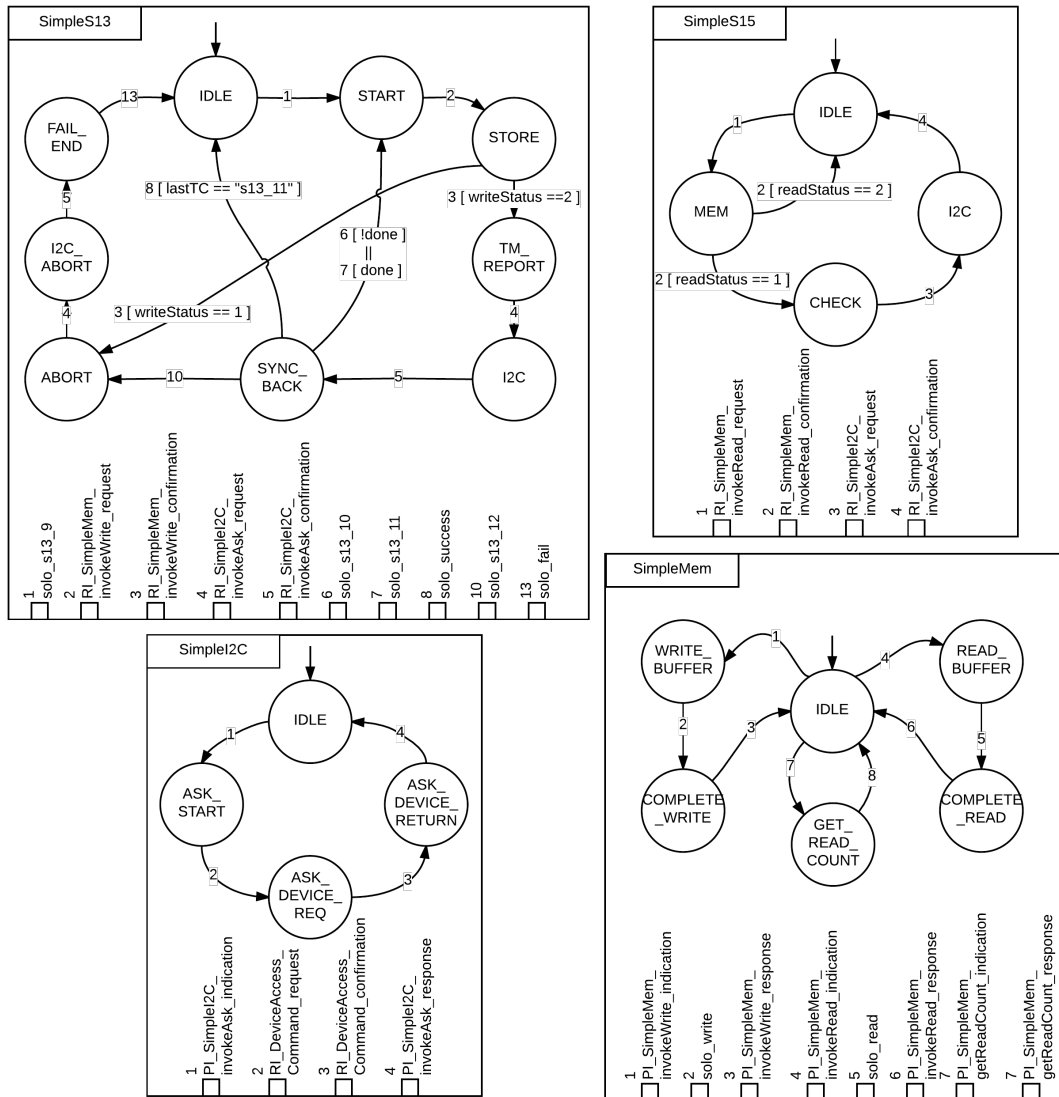 SimpleS13
IDLE
START
STORE
FAIL_
END
I2C_
ABORT
TM_
REPORT
ABORT
SYNC_
BACK
I2C
13
1
2
5
8 [ lastTC == "s13_11" ]
3 [ writeStatus ==2 ]
6 [ !done ]
||
7 [ done ]
3 [ writeStatus == 1 ]
4
4
10
5
1
solo_s13_9
2
RI_SimpleMem_
invokeWrite_request
3
RI_SimpleMem_
invokeWrite_confirmation
4
RI_SimpleI2C_
invokeAsk_request
5
RI_SimpleI2C_
invokeAsk_confirmation
6
solo_s13_10
7
solo_s13_11
8
solo_success
10
solo_s13_12
13
solo_fail
SimpleS15
IDLE
MEM
I2C
CHECK
1
4
2 [ readStatus == 2 ]
2 [ readStatus == 1 ]
3
1
RI_SimpleMem_
invokeRead_request
2
RI_SimpleMem_
invokeRead_confirmation
3
RI_SimpleI2C_
invokeAsk_request
4
RI_SimpleI2C_
invokeAsk_confirmation
SimpleI2C
IDLE
ASK_
START
ASK_
DEVICE_
RETURN
ASK_
DEVICE_
REQ
1
4
2
3
1
PI_SimpleI2C_
invokeAsk_indication
2
RI_DeviceAccess_
Command_request
3
RI_DeviceAccess_
Command_confirmation
4
PI_SimpleI2C_
invokeAsk_response
SimpleMem
WRITE_
BUFFER
IDLE
READ_
BUFFER
COMPLETE
_WRITE
GET_
READ_
COUNT
COMPLETE
_READ
1
4
2
3
6
5
7
8
1
PI_SimpleMem_
invokeWrite_indication
2
solo_write
3
PI_SimpleMem_
invokeWrite_response
4
PI_SimpleMem_
invokeRead_indication
5
solo_read
6
PI_SimpleMem_
invokeRead_response
7
PI_SimpleMem_
getReadCount_indication
7
PI_SimpleMem_
getReadCount_response